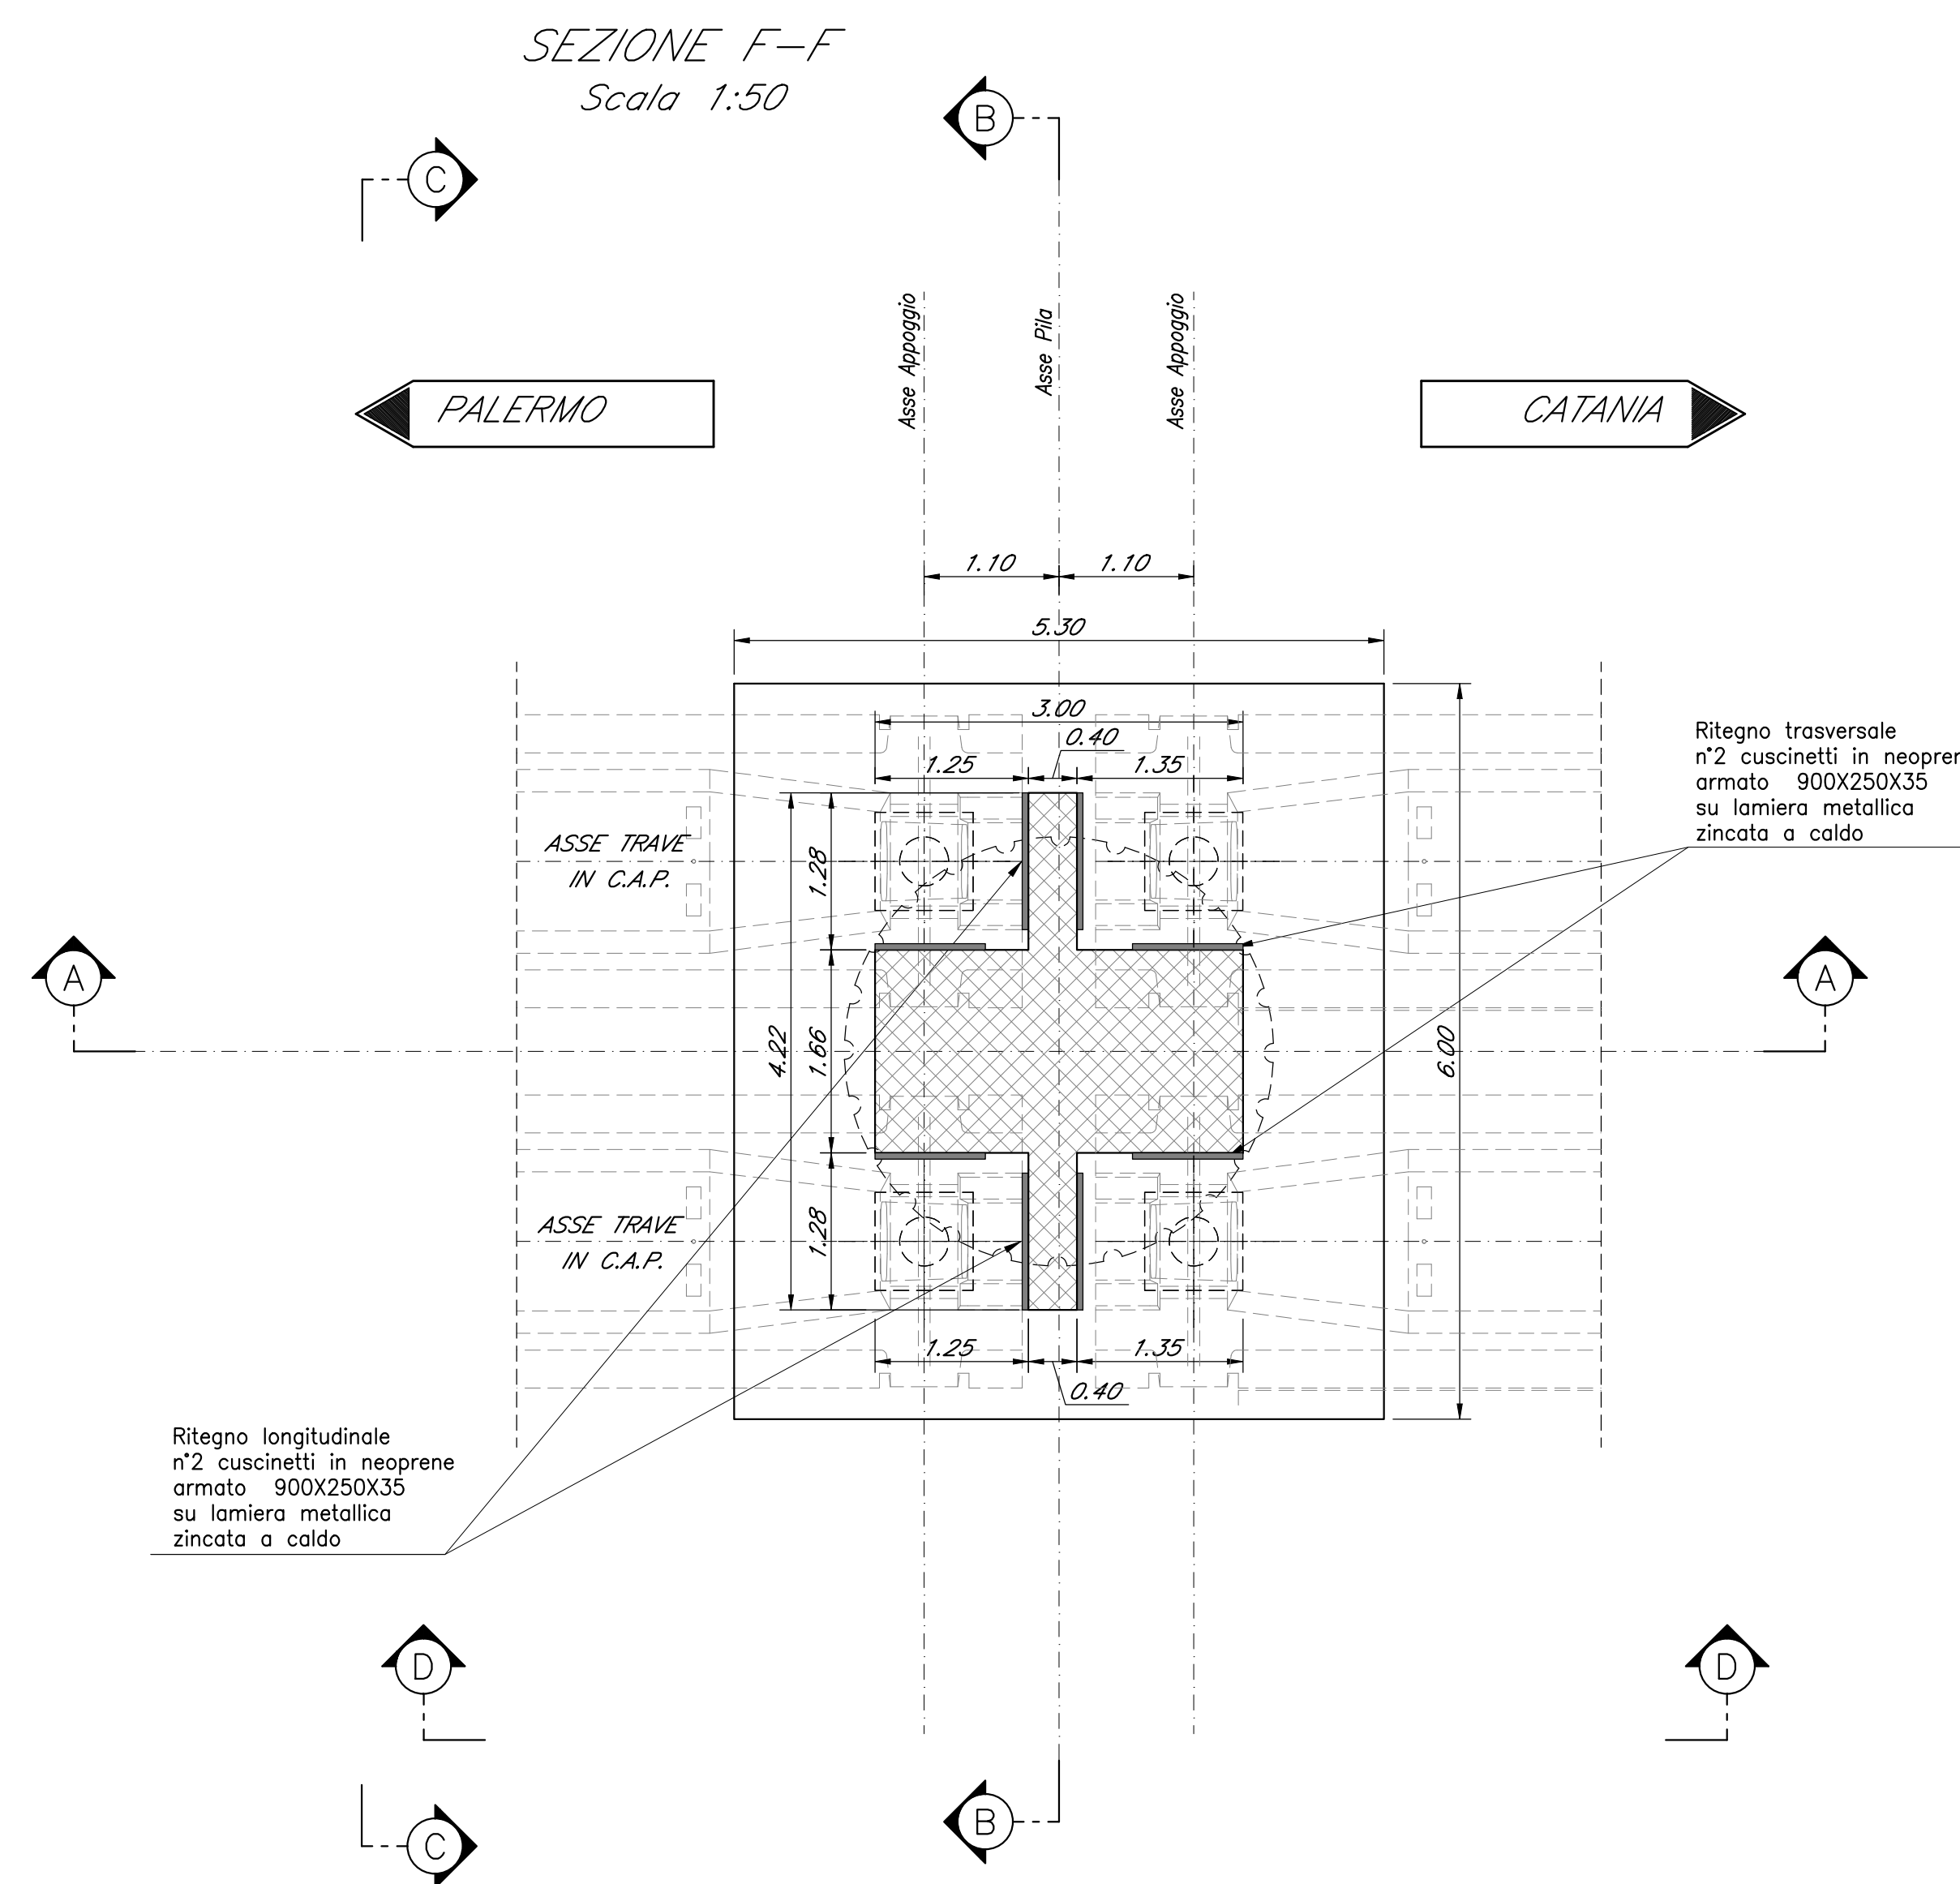 SEZIONE F-F
Scala 1:50
B
C
Asse Appoggio
Asse Pila
Asse Appoggio
PALERMO
CATANIA
1.10
1.10
5.30
3.00
0.40
1.25
1.35
Ritegno trasversale
n°2 cuscinetti in neopren
armato 900X250X35
su lamiera metallica
zincata a caldo
ASSE TRAVE
IN C.A.P.
1.28
A
A
4.22
1.66
6.00
ASSE TRAVE
IN C.A.P.
1.28
1.25
1.35
0.40
Ritegno longitudinale
n°2 cuscinetti in neoprene
armato 900X250X35
su lamiera metallica
zincata a caldo
D
D
B
C